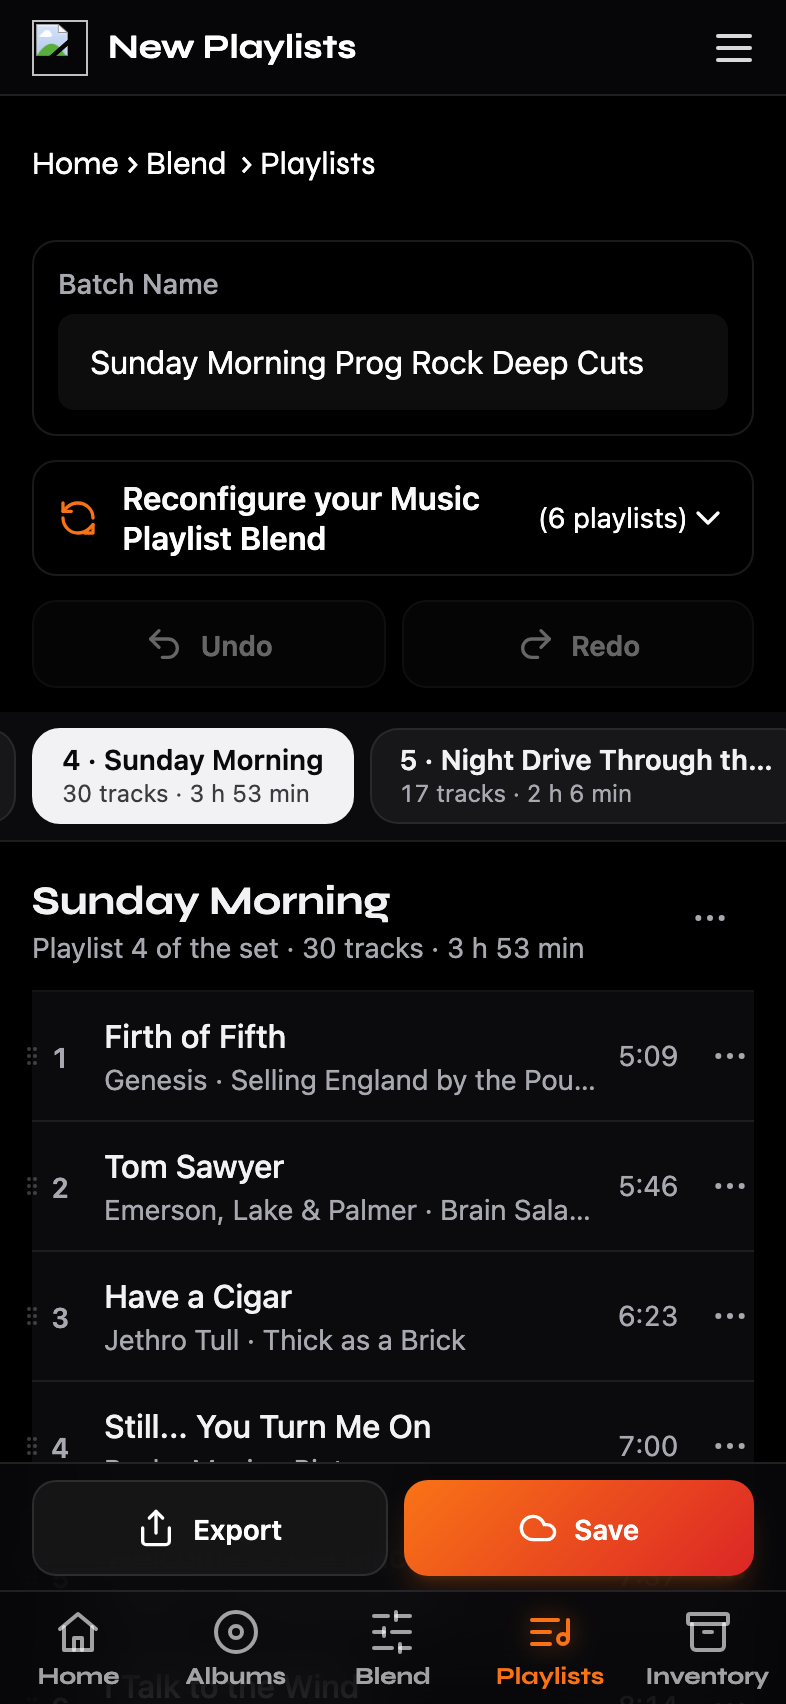 New Playlists
Home › Blend › Playlists
Batch Name
Sunday Morning Prog Rock Deep Cuts
Reconfigure your Music
Playlist Blend
(6 playlists)
Undo
Redo
4 · Sunday Morning
30 tracks · 3 h 53 min
5 · Night Drive Through th...
17 tracks · 2 h 6 min
Sunday Morning
Playlist 4 of the set · 30 tracks · 3 h 53 min
1
Firth of Fifth
Genesis · Selling England by the Pou...
5:09
2
Tom Sawyer
Emerson, Lake & Palmer · Brain Sala...
5:46
3
Have a Cigar
Jethro Tull · Thick as a Brick
6:23
4
Still... You Turn Me On
7:00
Export
Save
I Talk to the Wind
Home
Albums
Blend
Playlists
Inventory